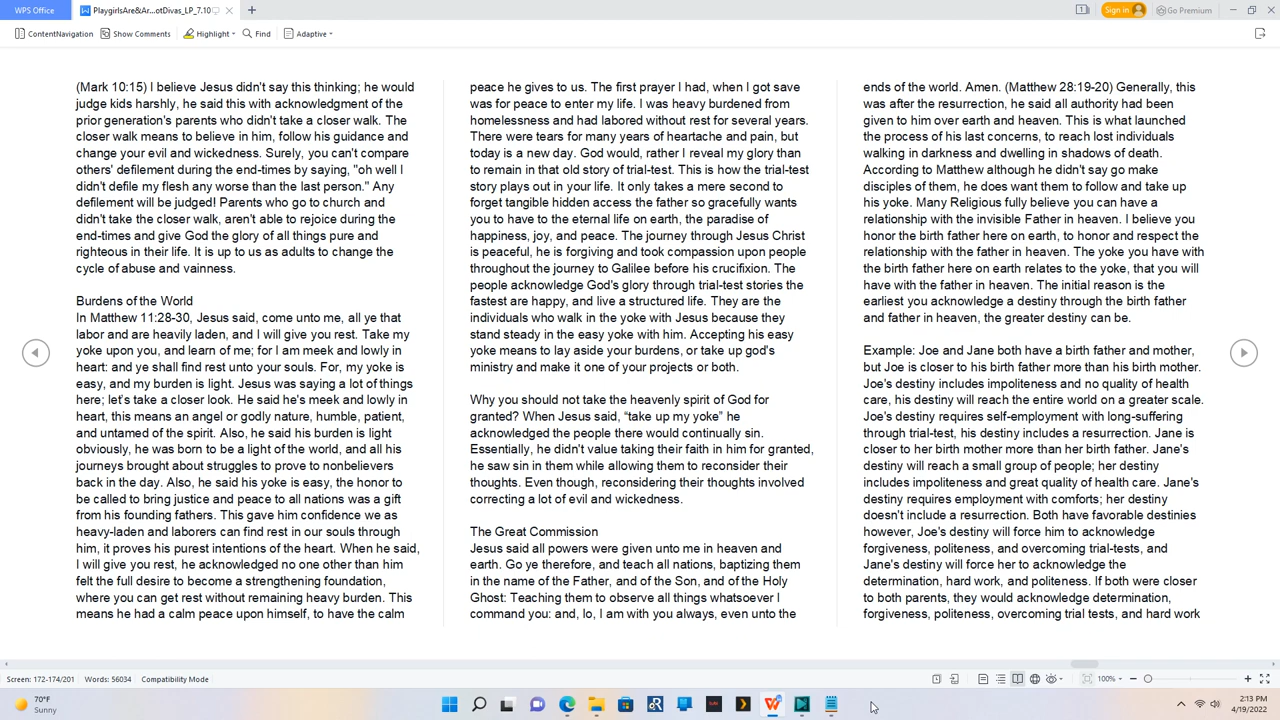 WPS Office
PlaygirlsAre&Ar...otDivas_LP_7.10
1
Sign in
Go Premium
ContentNavigation
Show Comments
Highlight
Find
Adaptive
(Mark 10:15) I believe Jesus didn't say this thinking; he would
judge kids harshly, he said this with acknowledgment of the
prior generation's parents who didn't take a closer walk. The
closer walk means to believe in him, follow his guidance and
change your evil and wickedness. Surely, you can't compare
others' defilement during the end-times by saying, "oh well I
didn't defile my flesh any worse than the last person." Any
defilement will be judged! Parents who go to church and
didn't take the closer walk, aren't able to rejoice during the
end-times and give God the glory of all things pure and
righteous in their life. It is up to us as adults to change the
cycle of abuse and vainness.
Burdens of the World
In Matthew 11:28-30, Jesus said, come unto me, all ye that
labor and are heavily laden, and I will give you rest. Take my
yoke upon you, and learn of me; for I am meek and lowly in
heart: and ye shall find rest unto your souls. For, my yoke is
easy, and my burden is light. Jesus was saying a lot of things
here; let's take a closer look. He said he's meek and lowly in
heart, this means an angel or godly nature, humble, patient,
and untamed of the spirit. Also, he said his burden is light
obviously, he was born to be a light of the world, and all his
journeys brought about struggles to prove to nonbelievers
back in the day. Also, he said his yoke is easy, the honor to
be called to bring justice and peace to all nations was a gift
from his founding fathers. This gave him confidence we as
heavy-laden and laborers can find rest in our souls through
him, it proves his purest intentions of the heart. When he said,
I will give you rest, he acknowledged no one other than him
felt the full desire to become a strengthening foundation,
where you can get rest without remaining heavy burden. This
means he had a calm peace upon himself, to have the calm
peace he gives to us. The first prayer I had, when I got save
was for peace to enter my life. I was heavy burdened from
homelessness and had labored without rest for several years.
There were tears for many years of heartache and pain, but
today is a new day. God would, rather I reveal my glory than
to remain in that old story of trial-test. This is how the trial-test
story plays out in your life. It only takes a mere second to
forget tangible hidden access the father so gracefully wants
you to have to the eternal life on earth, the paradise of
happiness, joy, and peace. The journey through Jesus Christ
is peaceful, he is forgiving and took compassion upon people
throughout the journey to Galilee before his crucifixion. The
people acknowledge God's glory through trial-test stories the
fastest are happy, and live a structured life. They are the
individuals who walk in the yoke with Jesus because they
stand steady in the easy yoke with him. Accepting his easy
yoke means to lay aside your burdens, or take up god's
ministry and make it one of your projects or both.
Why you should not take the heavenly spirit of God for
granted? When Jesus said, “take up my yoke” he
acknowledged the people there would continually sin.
Essentially, he didn't value taking their faith in him for granted,
he saw sin in them while allowing them to reconsider their
thoughts. Even though, reconsidering their thoughts involved
correcting a lot of evil and wickedness.
The Great Commission
Jesus said all powers were given unto me in heaven and
earth. Go ye therefore, and teach all nations, baptizing them
in the name of the Father, and of the Son, and of the Holy
Ghost: Teaching them to observe all things whatsoever I
command you: and, lo, I am with you always, even unto the
ends of the world. Amen. (Matthew 28:19-20) Generally, this
was after the resurrection, he said all authority had been
given to him over earth and heaven. This is what launched
the process of his last concerns, to reach lost individuals
walking in darkness and dwelling in shadows of death.
According to Matthew although he didn't say go make
disciples of them, he does want them to follow and take up
his yoke. Many Religious fully believe you can have a
relationship with the invisible Father in heaven. I believe you
honor the birth father here on earth, to honor and respect the
relationship with the father in heaven. The yoke you have with
the birth father here on earth relates to the yoke, that you will
have with the father in heaven. The initial reason is the
earliest you acknowledge a destiny through the birth father
and father in heaven, the greater destiny can be.
Example: Joe and Jane both have a birth father and mother,
but Joe is closer to his birth father more than his birth mother.
Joe's destiny includes impoliteness and no quality of health
care, his destiny will reach the entire world on a greater scale.
Joe's destiny requires self-employment with long-suffering
through trial-test, his destiny includes a resurrection. Jane is
closer to her birth mother more than her birth father. Jane's
destiny will reach a small group of people; her destiny
includes impoliteness and great quality of health care. Jane's
destiny requires employment with comforts; her destiny
doesn't include a resurrection. Both have favorable destinies
however, Joe's destiny will force him to acknowledge
forgiveness, politeness, and overcoming trial-tests, and
Jane's destiny will force her to acknowledge the
determination, hard work, and politeness. If both were closer
to both parents, they would acknowledge determination,
forgiveness, politeness, overcoming trial tests, and hard work
Screen: 172-174/201
Words: 56034
Compatibility Mode
100%
70°F
Sunny
2:13 PM
4/19/2022